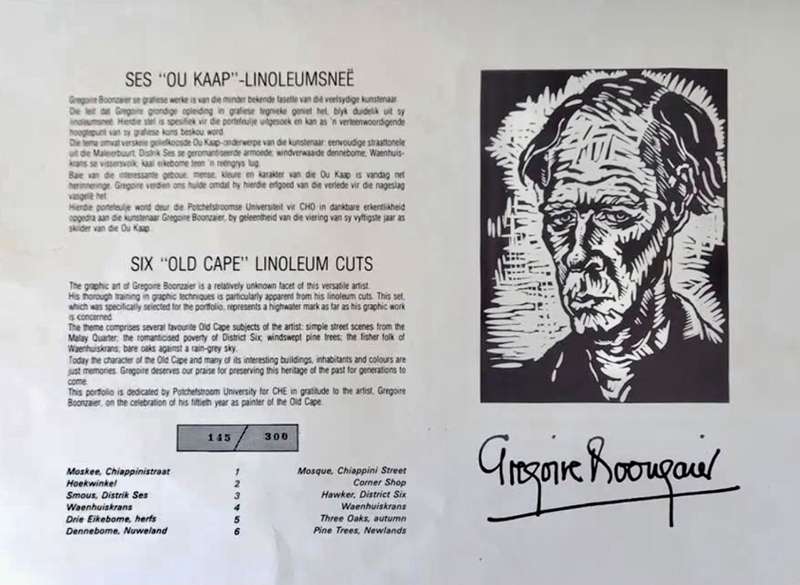 SES "OU KAAP"-LINOLEUMSNEË
Gregoire Boonzaier se grafiese werke is van die minder bekende fasette van dié veelsydige kunstenaar.
Die feit dat Gregoire grondige opleiding in grafiese tegnieke geniet het, blyk duidelik uit sy
linoleumsneë. Hierdie stel is spesifiek vir die portefeulje uitgesoek en kan as 'n verteenwoordigende
hoogtepunt van sy grafiese kuns beskou word.
Die tema omvat verskeie geliefkoosde Ou Kaap-onderwerpe van die kunstenaar: eenvoudige straattonele
uit die Maleierbuurt; Distrik Ses se geromantiseerde armoede; windverwaaide dennebome, Waenhuis-
krans se vissersvolk; kaal eikebome teen 'n reëngrys lug.
Baie van die interessante geboue, mense, kleure en karakter van die Ou Kaap is vandag net
herinneringe. Gregoire verdien ons hulde omdat hy hierdie erfgoed van die verlede vir die nageslag
vasgelê het.
Hierdie portefeulje word deur die Potchefstroomse Universiteit vir CHO in dankbare erkentlikheid
opgedra aan die kunstenaar Gregoire Boonzaier, by geleentheid van die viering van sy vyftigste jaar as
skilder van die Ou Kaap.
SIX "OLD CAPE" LINOLEUM CUTS
The graphic art of Gregoire Boonzaier is a relatively unknown facet of this versatile artist.
His thorough training in graphic techniques is particularly apparent from his linoleum cuts. This set,
which was specifically selected for the portfolio, represents a highwater mark as far as his graphic work
is concerned.
The theme comprises several favourite Old Cape subjects of the artist: simple street scenes from the
Malay Quarter; the romanticised poverty of District Six; windswept pine trees; the fisher folk of
Waenhuiskrans; bare oaks against a rain-grey sky.
Today the character of the Old Cape and many of its interesting buildings, inhabitants and colours are
just memories. Gregoire deserves our praise for preserving this heritage of the past for generations to
come.
This portfolio is dedicated by Potchefstroom University for CHE in gratitude to the artist, Gregoire
Boonzaier, on the celebration of his fiftieth year as painter of the Old Cape.
145 / 300
Moskee, Chiappinistraat 1 Mosque, Chiappini Street
Hoekwinkel 2 Corner Shop
Smous, Distrik Ses 3 Hawker, District Six
Waenhuiskrans 4 Waenhuiskrans
Drie Eikebome, herfs 5 Three Oaks, autumn
Dennebome, Nuweland 6 Pine Trees, Newlands
Gregoire Boonzaier